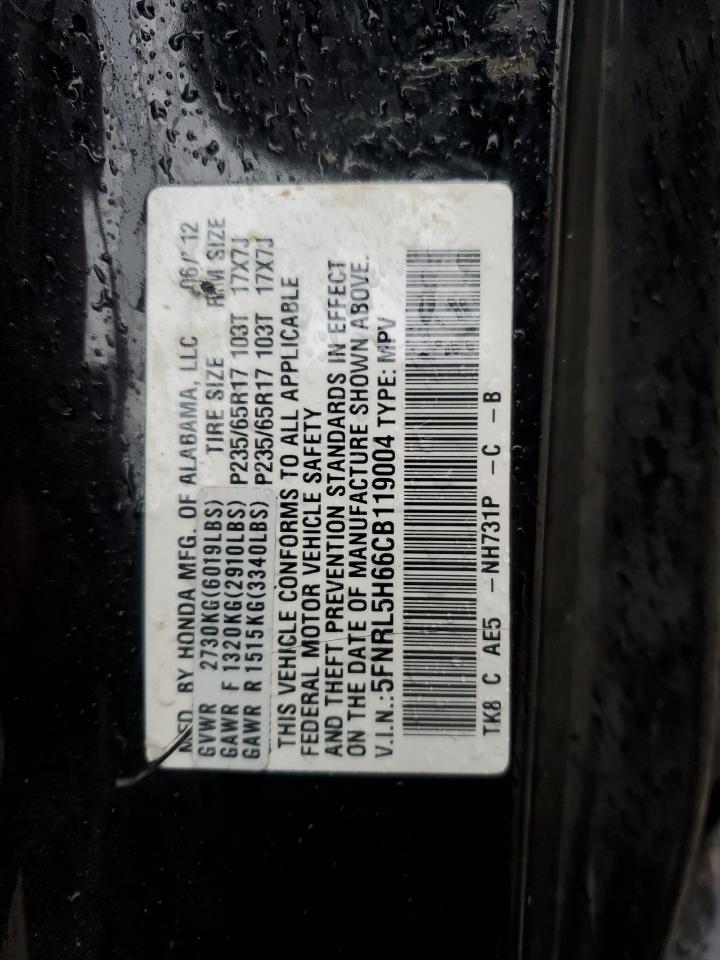 MFD BY HONDA MFG. OF ALABAMA, LLC 06/ 12
GVWR 2730KG(6019LBS) TIRE SIZE RIM SIZE
GAWR F 1320KG(2910LBS) P235/65R17 103T 17X7J
GAWR R 1515KG(3340LBS) P235/65R17 103T 17X7J
THIS VEHICLE CONFORMS TO ALL APPLICABLE
FEDERAL MOTOR VEHICLE SAFETY
AND THEFT PREVENTION STANDARDS IN EFFECT
ON THE DATE OF MANUFACTURE SHOWN ABOVE.
V.I.N.:5FNRL5H66CB119004 TYPE: MPV
TK8 C AE5 -NH731P -C -B